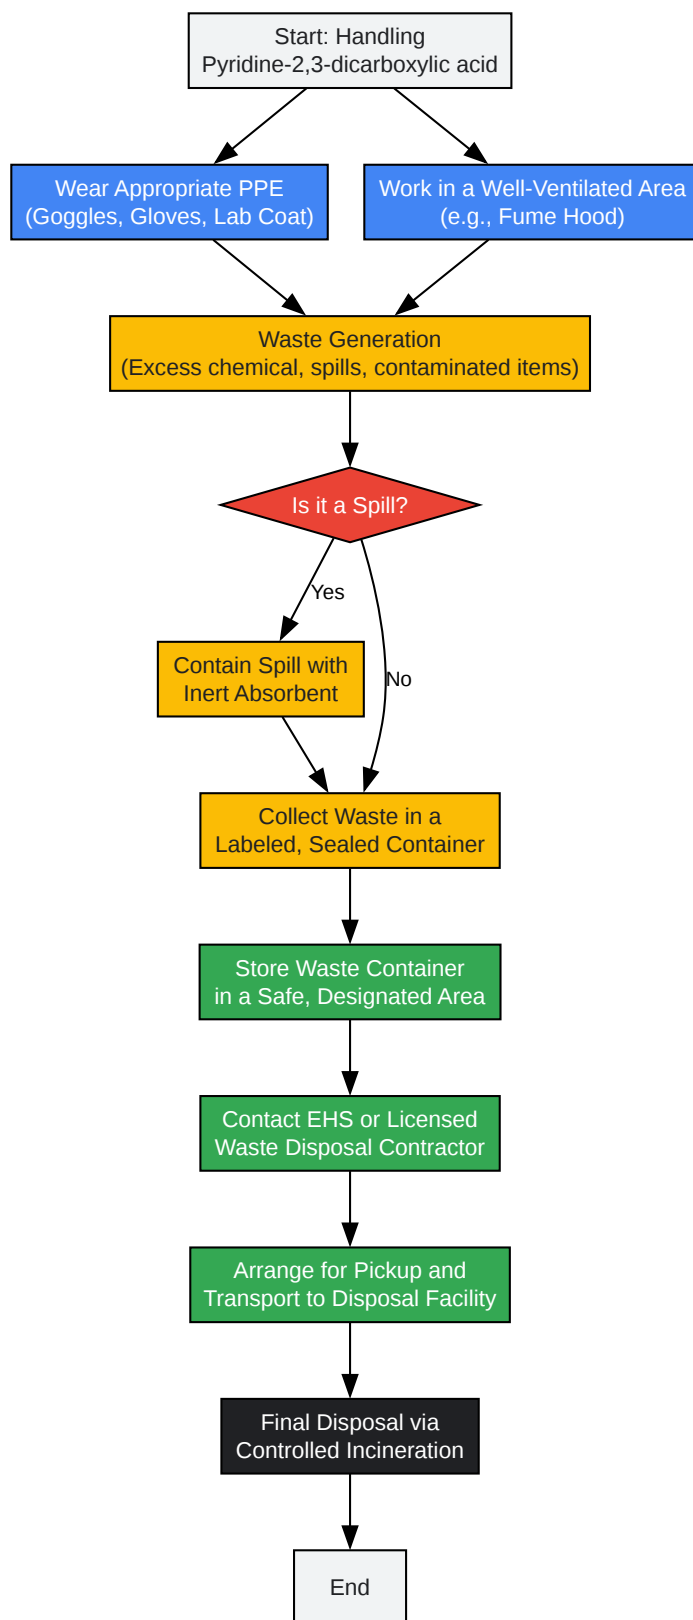 Start: Handling
Pyridine-2,3-dicarboxylic acid
Wear Appropriate PPE
(Goggles, Gloves, Lab Coat)
Work in a Well-Ventilated Area
(e.g., Fume Hood)
Waste Generation
(Excess chemical, spills, contaminated items)
Is it a Spill?
Yes
Contain Spill with
Inert Absorbent
No
Collect Waste in a
Labeled, Sealed Container
Store Waste Container
in a Safe, Designated Area
Contact EHS or Licensed
Waste Disposal Contractor
Arrange for Pickup and
Transport to Disposal Facility
Final Disposal via
Controlled Incineration
End